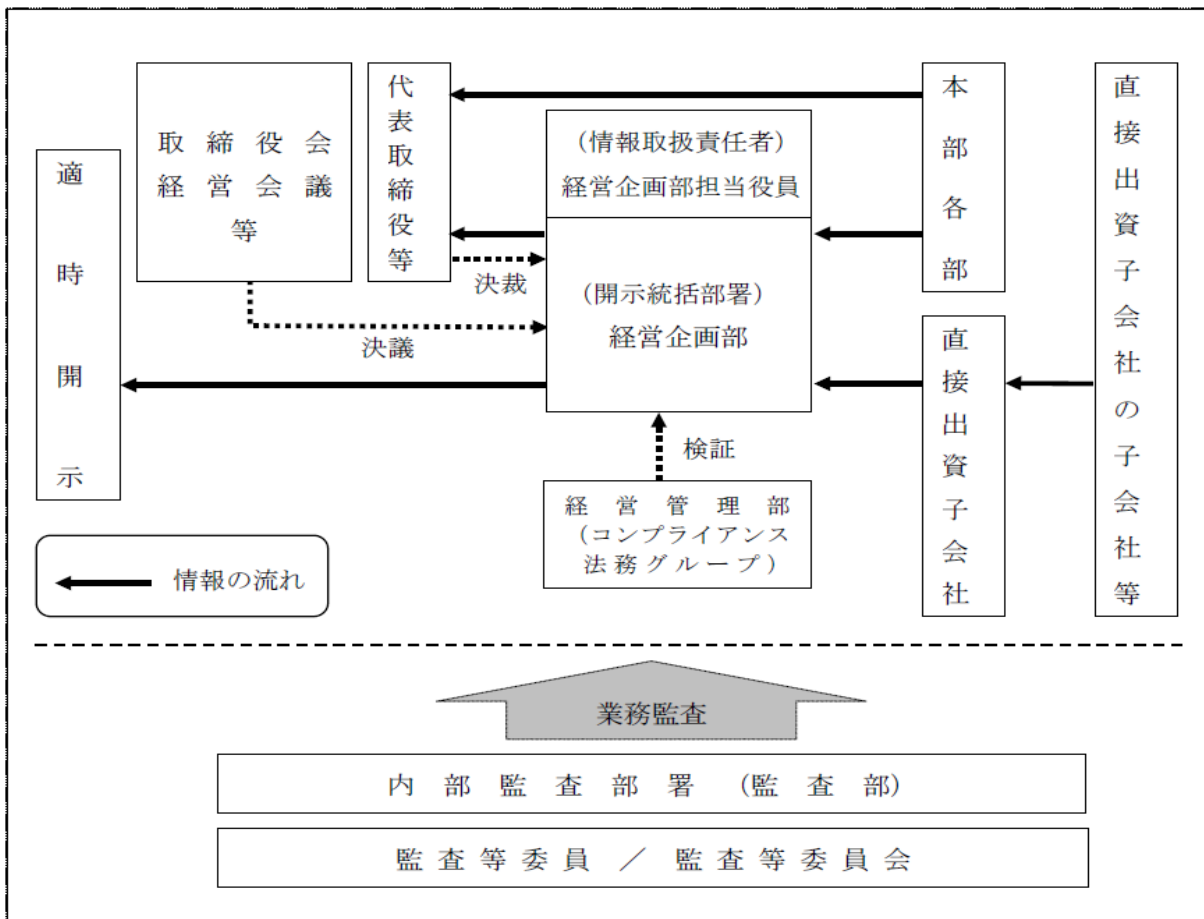 取締役会
経営会議
等
代表取締役等
(情報取扱責任者)
経営企画部担当役員
本部各部
直接出資子会社の子会社等
適時開示
決裁
(開示統括部署)
経営企画部
決議
直接出資子会社
検証
経営管理部
(コンプライアンス
法務グループ)
情報の流れ
業務監査
内部監査部署 (監査部)
監査等委員 / 監査等委員会